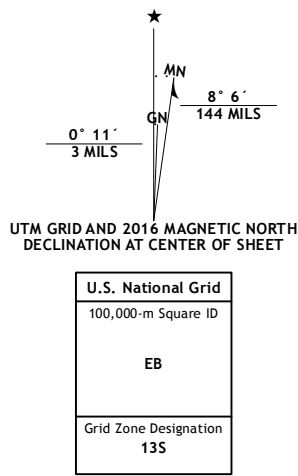 ★
MN
GN
8° 6´
144 MILS
0° 11´
3 MILS
UTM GRID AND 2016 MAGNETIC NORTH
DECLINATION AT CENTER OF SHEET
U.S. National Grid
100,000-m Square ID
EB
Grid Zone Designation
13S